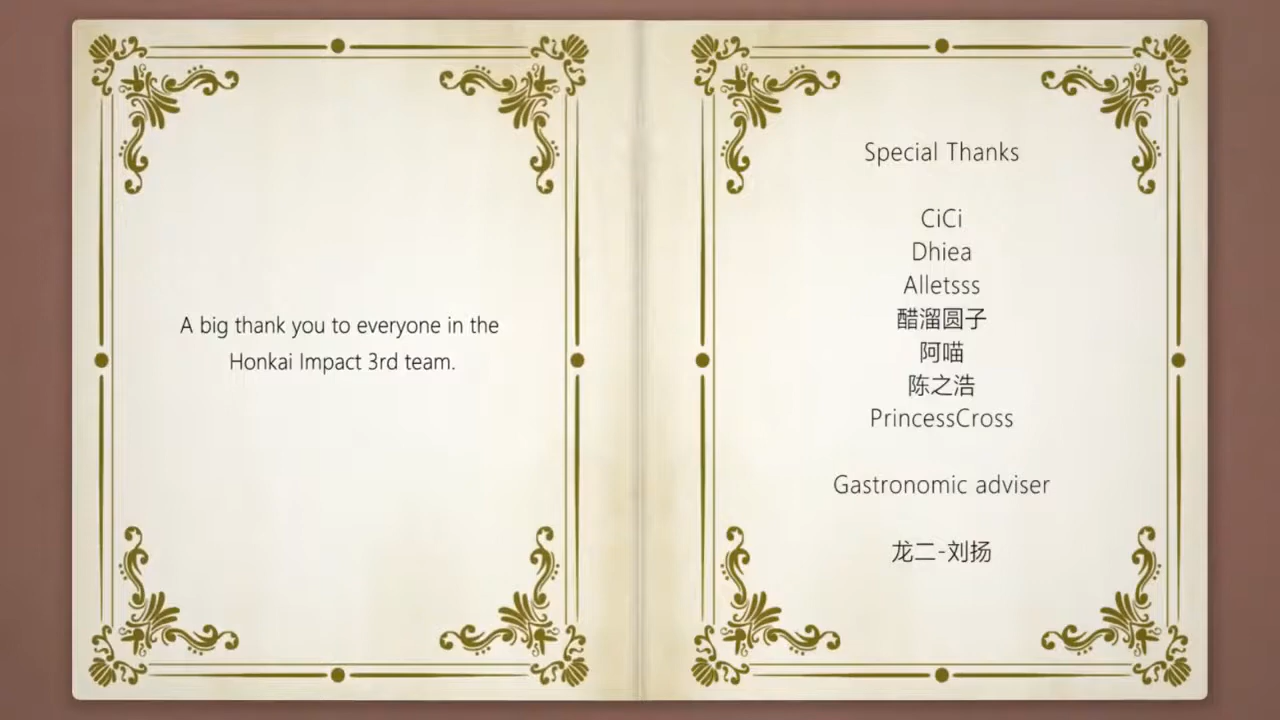 A big thank you to everyone in the
Honkai Impact 3rd team.
Special Thanks
CiCi
Dhiea
Alletsss
醋溜圆子
阿喵
陈之浩
PrincessCross
Gastronomic adviser
龙二-刘扬